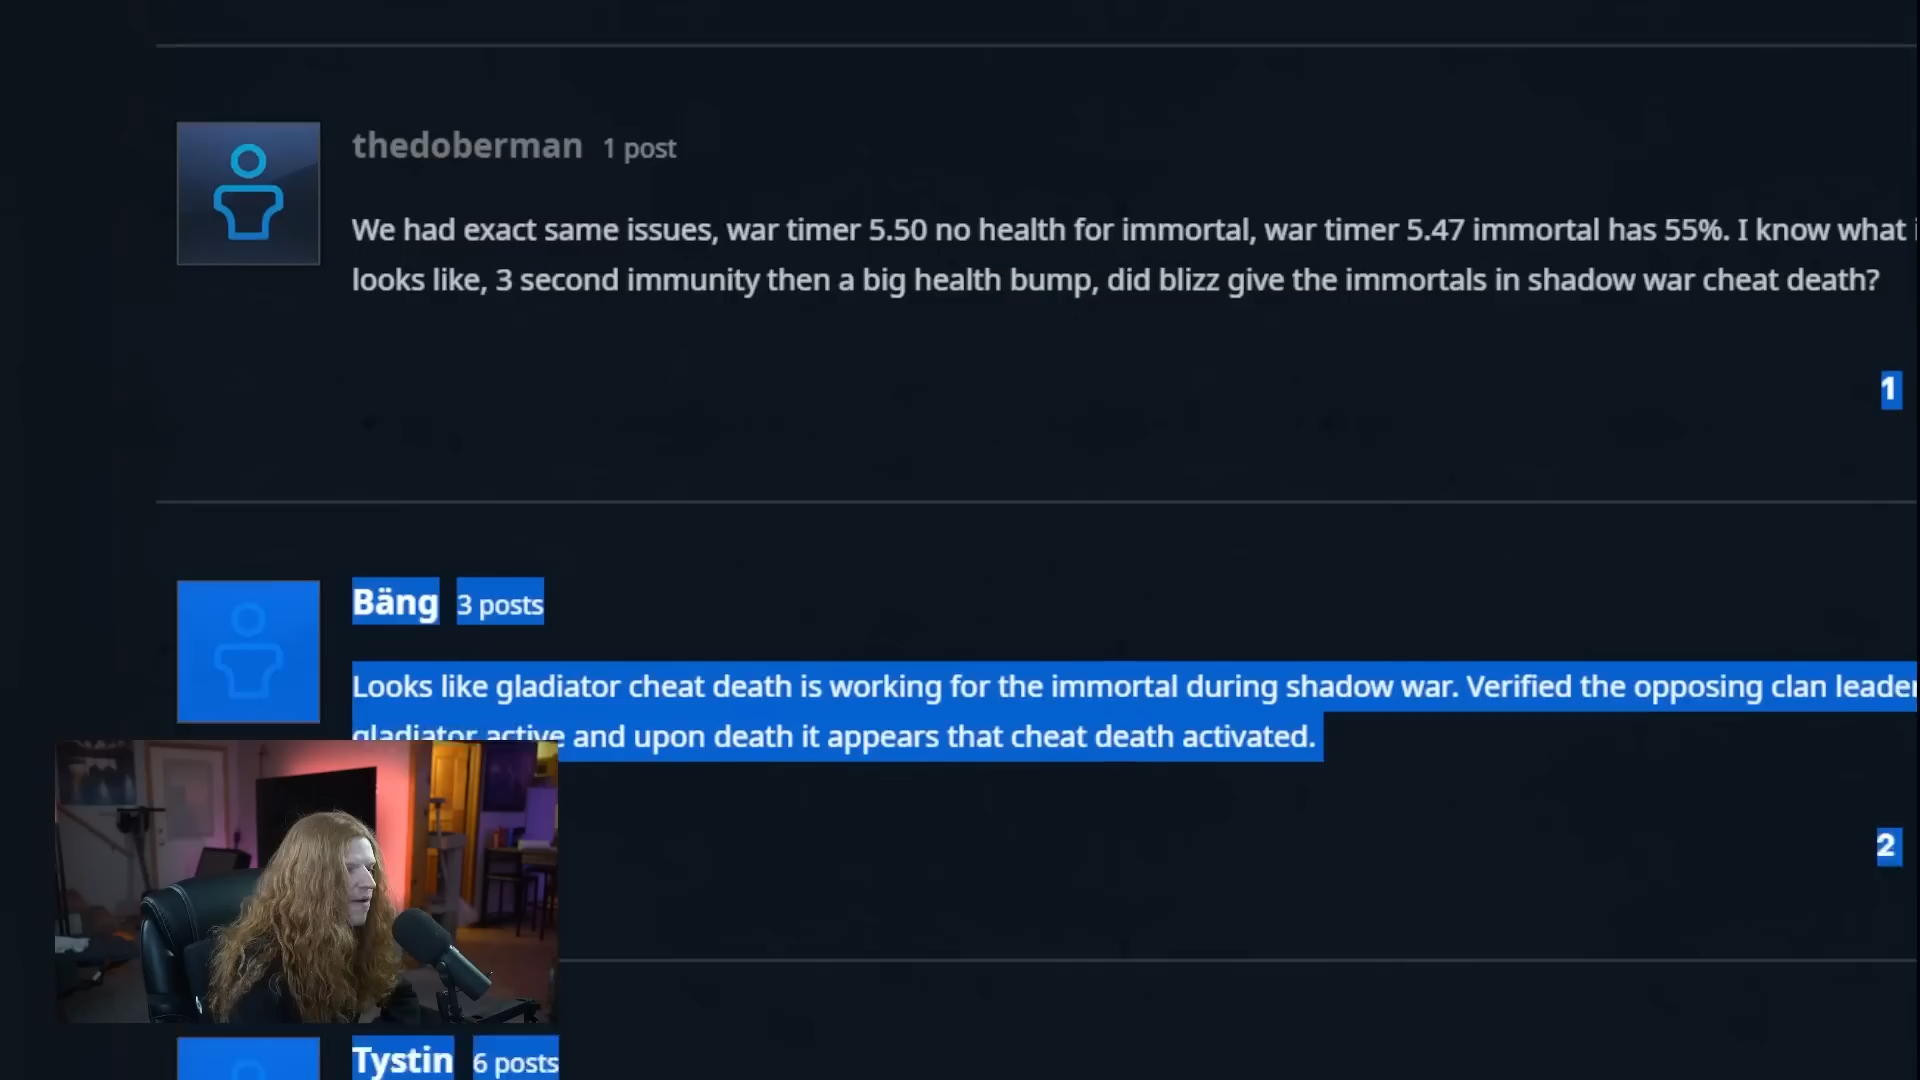 thedoberman 1 post
We had exact same issues, war timer 5.50 no health for immortal, war timer 5.47 immortal has 55%. I know what
looks like, 3 second immunity then a big health bump, did blizz give the immortals in shadow war cheat death?
1
Bäng 3 posts
Looks like gladiator cheat death is working for the immortal during shadow war. Verified the opposing clan leader
gladiator active and upon death it appears that cheat death activated.
2
Tystin 6 posts